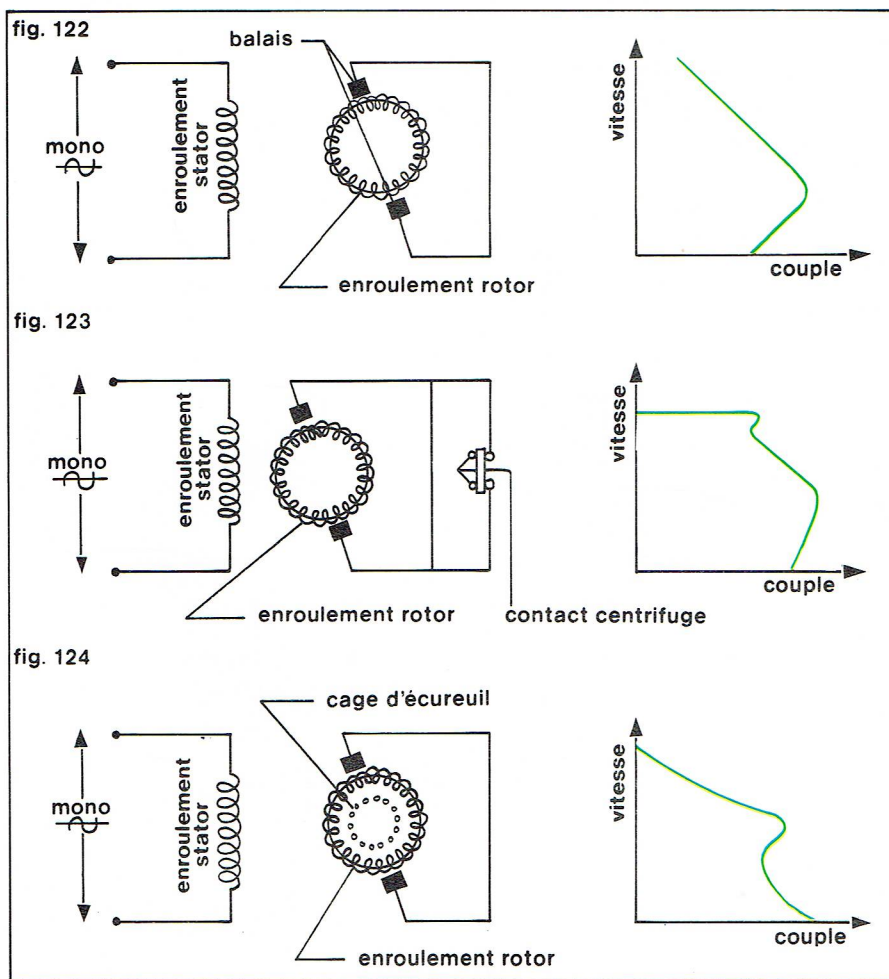 fig. 122
balais
mono
enroulement
stator
enroulement rotor
vitesse
couple
fig. 123
mono
enroulement
stator
enroulement rotor
contact centrifuge
vitesse
couple
fig. 124
cage d'écureuil
mono
enroulement
stator
enroulement rotor
vitesse
couple